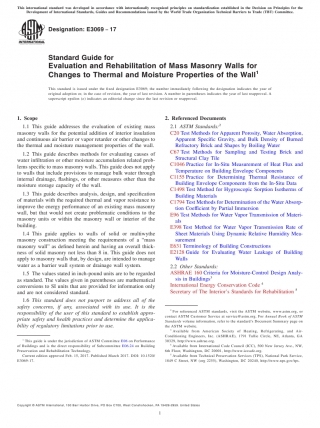 This international standard was developed in accordance with internationally recognized principles on standardization established in the Decision on Principles for the
Development of International Standards, Guides and Recommendations issued by the World Trade Organization Technical Barriers to Trade (TBT) Committee.
Designation: E3069 – 17
Standard Guide for
Evaluation and Rehabilitation of Mass Masonry Walls for
Changes to Thermal and Moisture Properties of the Wall1
This standard is issued under the fixed designation E3069; the number immediately following the designation indicates the year of
original adoption or, in the case of revision, the year of last revision. A number in parentheses indicates the year of last reapproval. A
superscript epsilon (ε) indicates an editorial change since the last revision or reapproval.
1. Scope
1.1 This guide addresses the evaluation of existing mass
masonry walls for the potential addition of interior insulation
and continuous air barrier or vapor retarder or other changes to
the thermal and moisture management properties of the wall.
1.2 This guide describes methods for evaluating causes of
water infiltration or other moisture accumulation related prob-
lems specific to mass masonry walls. This guide does not apply
to walls that include provisions to manage bulk water through
internal drainage, flashings, or other measures other than the
moisture storage capacity of the wall.
1.3 This guide describes analysis, design, and specification
of materials with the required thermal and vapor resistance to
improve the energy performance of an existing mass masonry
wall, but that would not create problematic conditions to the
masonry units or within the masonry wall or interior of the
building.
1.4 This guide applies to walls of solid or multiwythe
masonry construction meeting the requirements of a “mass
masonry wall” as defined herein and having an overall thick-
ness of solid masonry not less than 8 in. This guide does not
apply to masonry walls that, by design, are intended to manage
water as a barrier wall system or drainage wall system.
1.5 The values stated in inch-pound units are to be regarded
as standard. The values given in parentheses are mathematical
conversions to SI units that are provided for information only
and are not considered standard.
1.6 This standard does not purport to address all of the
safety concerns, if any, associated with its use. It is the
responsibility of the user of this standard to establish appro-
priate safety and health practices and determine the applica-
bility of regulatory limitations prior to use.
2. Referenced Documents
2.1 ASTM Standards:2
C20 Test Methods for Apparent Porosity, Water Absorption,
Apparent Specific Gravity, and Bulk Density of Burned
Refractory Brick and Shapes by Boiling Water
C67 Test Methods for Sampling and Testing Brick and
Structural Clay Tile
C1046 Practice for In-Situ Measurement of Heat Flux and
Temperature on Building Envelope Components
C1155 Practice for Determining Thermal Resistance of
Building Envelope Components from the In-Situ Data
C1498 Test Method for Hygroscopic Sorption Isotherms of
Building Materials
C1794 Test Methods for Determination of the Water Absorp-
tion Coefficient by Partial Immersion
E96 Test Methods for Water Vapor Transmission of Materi-
als
E398 Test Method for Water Vapor Transmission Rate of
Sheet Materials Using Dynamic Relative Humidity Mea-
surement
E631 Terminology of Building Constructions
E2128 Guide for Evaluating Water Leakage of Building
Walls
2.2 Other Standards:
ASHRAE 160 Criteria for Moisture-Control Design Analy-
sis in Buildings3
International Energy Conservation Code4
Secretary of The Interior's Standards for Rehabilitation5
1 This guide is under the jurisdiction of ASTM Committee E06 on Performance
of Buildings and is the direct responsibility of Subcommittee E06.24 on Building
Preservation and Rehabilitation Technology.
Current edition approved
2 For referenced ASTM standards, visit the ASTM website, www.astm.org, or
contact ASTM Customer Service at service@astm.org. For Annual Book of ASTM
Standards volume information, refer to the standard's Document Summary page on
the ASTM website.
3 Available from American Society of Heating, Refrigerating, and Air-
Conditioning Engineers, Inc. (ASHRAE), 1791 Tullie Circle, NE, Atlanta, GA
30329, http://www.ashrae.org.
4 Available from International Code Council (ICC), 500 New Jersey Ave., NW,
6th Floor, Washington, DC 20001, http://www.iccsafe.org.
5 Available from Technical Preservation Services (TPS), National Park Service,
Washington, DC
Copyright © ASTM International, 100 Barr Harbor Drive, PO Box C700, West Conshohocken, PA 19428-2959. United States
1